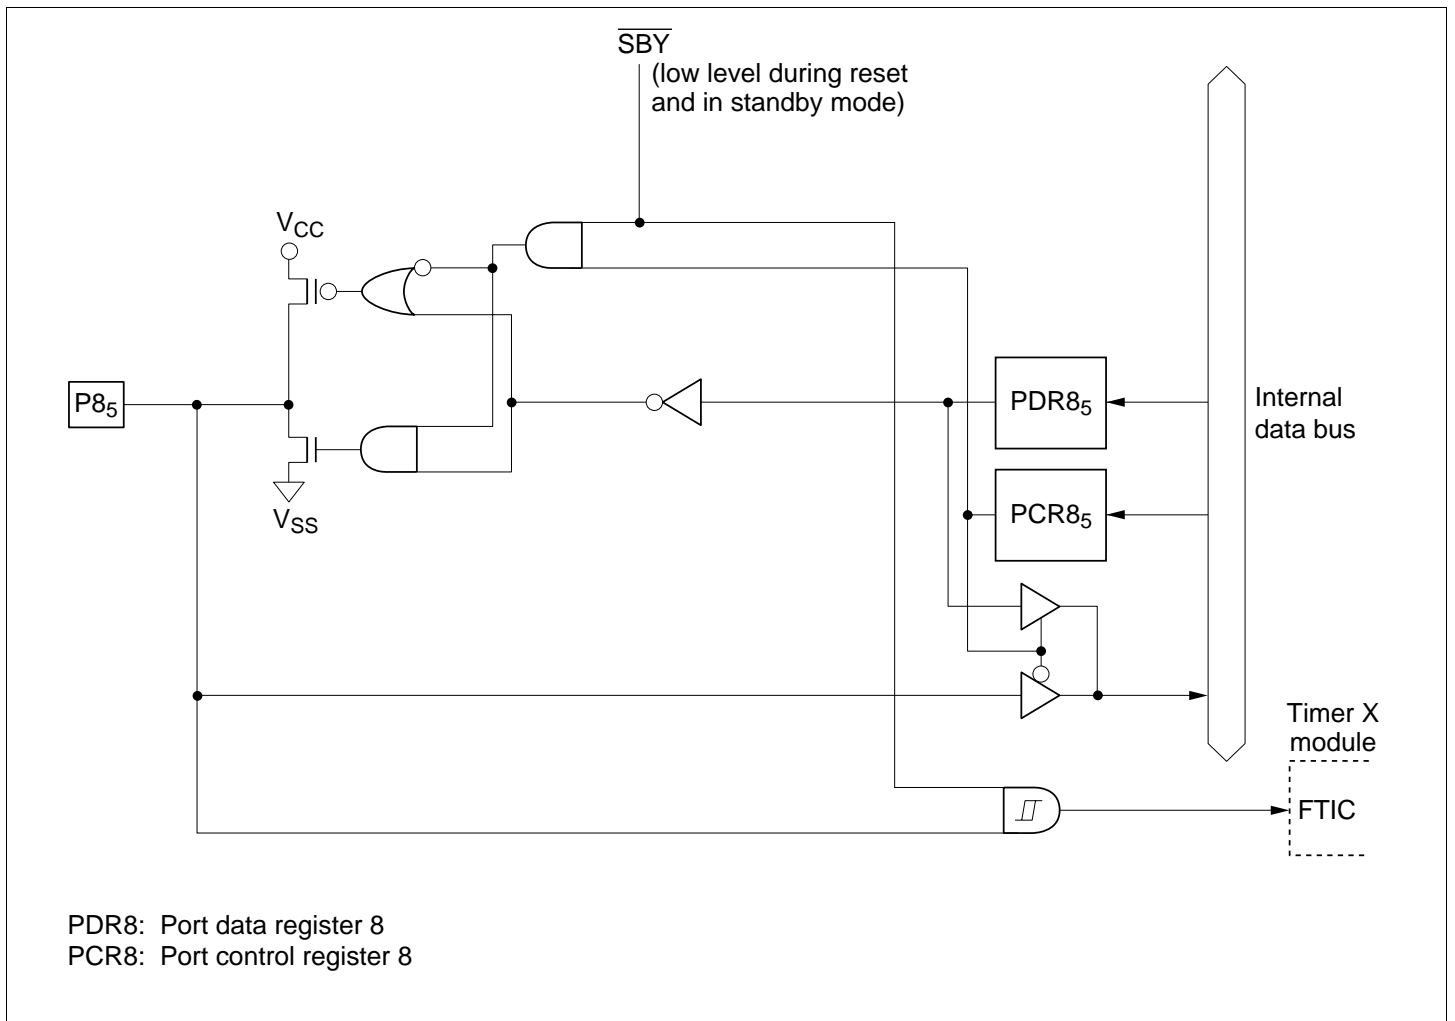 SBY
(low level during reset
and in standby mode)
VCC
P85
VSS
PDR85
PCR85
Internal
data bus
Timer X
module
FTIC
PDR8: Port data register 8
PCR8: Port control register 8